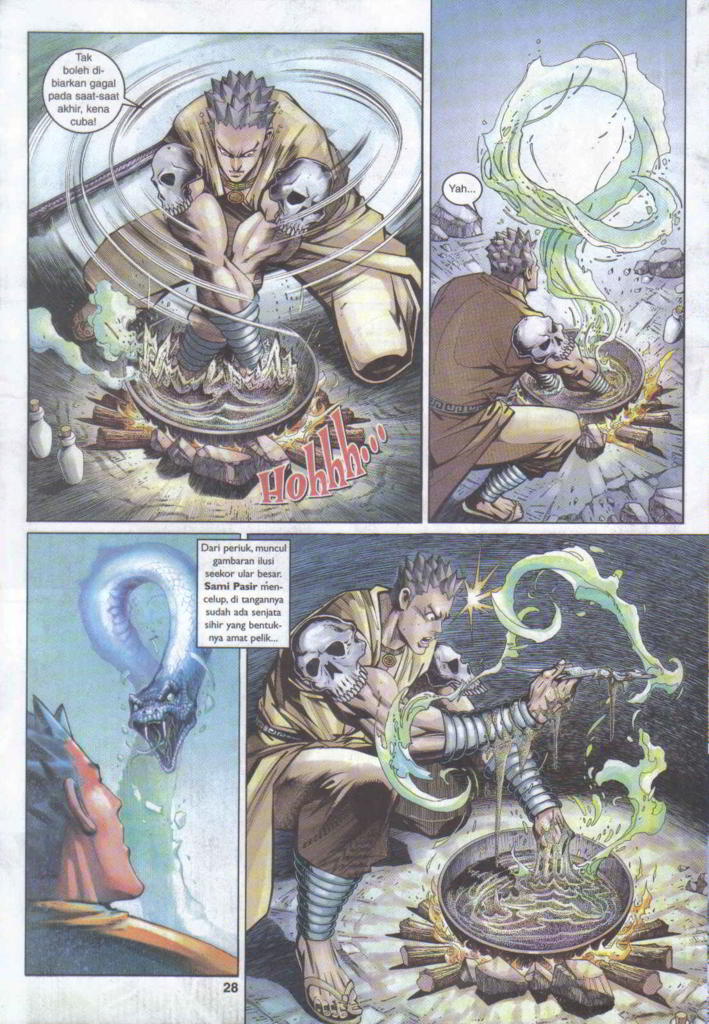 Tak
boleh di-
biarkan gagal
pada saat-saat
akhir, kena
cuba!
Yah...
Hohhh...
Dari periuk, muncul
gambaran ilusi
seekor ular besar.
Sami Pasir men-
celup, di tangannya
sudah ada senjata
sihir yang bentuk-
nya amat pelik...
28